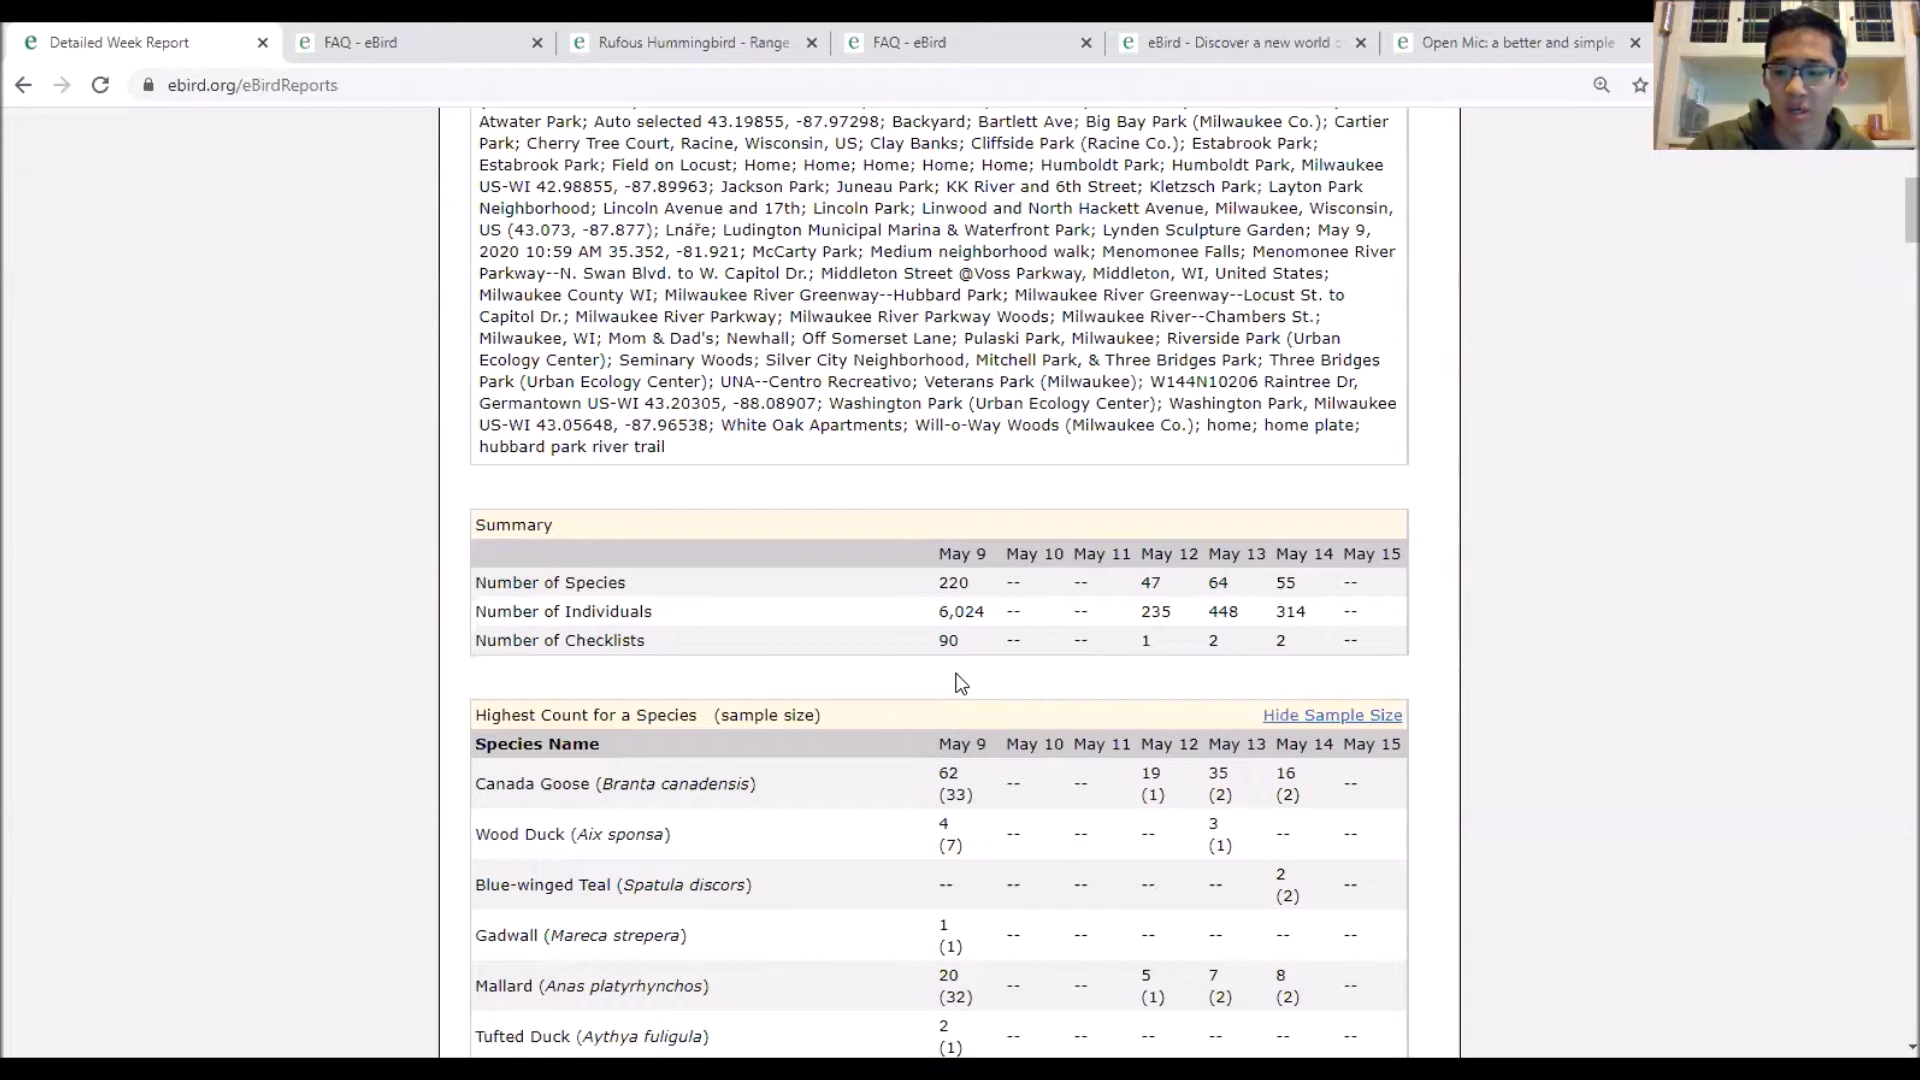 Detailed Week Report
FAQ - eBird
Rufous Hummingbird - Range
FAQ - eBird
eBird - Discover a new world
Open Mic: a better and simple
ebird.org/eBirdReports
Atwater Park; Auto selected 43.19855, -87.97298; Backyard; Bartlett Ave; Big Bay Park (Milwaukee Co.); Cartier
Park; Cherry Tree Court, Racine, Wisconsin, US; Clay Banks; Cliffside Park (Racine Co.); Estabrook Park;
Estabrook Park; Field on Locust; Home; Home; Home; Home; Home; Humboldt Park; Humboldt Park, Milwaukee
US-WI 42.98855, -87.89963; Jackson Park; Juneau Park; KK River and 6th Street; Kletzsch Park; Layton Park
Neighborhood; Lincoln Avenue and 17th; Lincoln Park; Linwood and North Hackett Avenue, Milwaukee, Wisconsin,
US (43.073, -87.877); Lnáře; Ludington Municipal Marina & Waterfront Park; Lynden Sculpture Garden; May 9,
2020 10:59 AM 35.352, -81.921; McCarty Park; Medium neighborhood walk; Menomonee Falls; Menomonee River
Parkway--N. Swan Blvd. to W. Capitol Dr.; Middleton Street @Voss Parkway, Middleton, WI, United States;
Milwaukee County WI; Milwaukee River Greenway--Hubbard Park; Milwaukee River Greenway--Locust St. to
Capitol Dr.; Milwaukee River Parkway; Milwaukee River Parkway Woods; Milwaukee River--Chambers St.;
Milwaukee, WI; Mom & Dad's; Newhall; Off Somerset Lane; Pulaski Park, Milwaukee; Riverside Park (Urban
Ecology Center); Seminary Woods; Silver City Neighborhood, Mitchell Park, & Three Bridges Park; Three Bridges
Park (Urban Ecology Center); UNA--Centro Recreativo; Veterans Park (Milwaukee); W144N10206 Raintree Dr,
Germantown US-WI 43.20305, -88.08907; Washington Park (Urban Ecology Center); Washington Park, Milwaukee
US-WI 43.05648, -87.96538; White Oak Apartments; Will-o-Way Woods (Milwaukee Co.); home; home plate;
hubbard park river trail
Summary
May 9 May 10 May 11 May 12 May 13 May 14 May 15
Number of Species 220 -- -- 47 64 55 --
Number of Individuals 6,024 -- -- 235 448 314 --
Number of Checklists 90 -- -- 1 2 2 --
Highest Count for a Species (sample size) Hide Sample Size
Species Name May 9 May 10 May 11 May 12 May 13 May 14 May 15
Canada Goose (Branta canadensis) 62 (33) -- -- 19 (1) 35 (2) 16 (2) --
Wood Duck (Aix sponsa) 4 (7) -- -- -- 3 (1) -- --
Blue-winged Teal (Spatula discors) -- -- -- -- -- 2 (2) --
Gadwall (Mareca strepera) 1 (1) -- -- -- -- -- --
Mallard (Anas platyrhynchos) 20 (32) -- -- 5 (1) 7 (2) 8 (2) --
Tufted Duck (Aythya fuligula) 2 (1) -- -- -- -- -- --